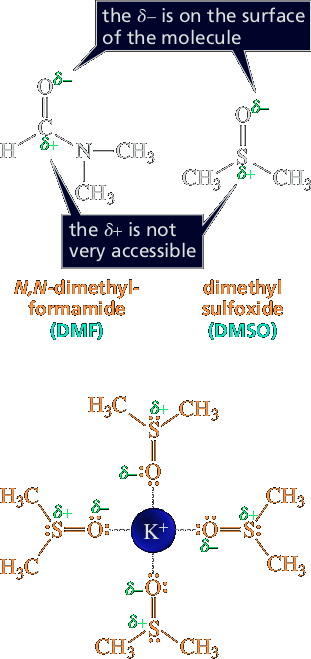 the δ− is on the surface
of the molecule
O δ−
C δ+
H N CH₃
CH₃
O δ−
S δ+
CH₃ CH₃
the δ+ is not
very accessible
N,N-dimethyl-
formamide
(DMF)
dimethyl
sulfoxide
(DMSO)
H₃C δ+ CH₃
S
δ− O
H₃C δ+ δ− S O
K⁺
O δ− S δ+ CH₃
H₃C
CH₃
δ− O
δ+ S
CH₃ CH₃